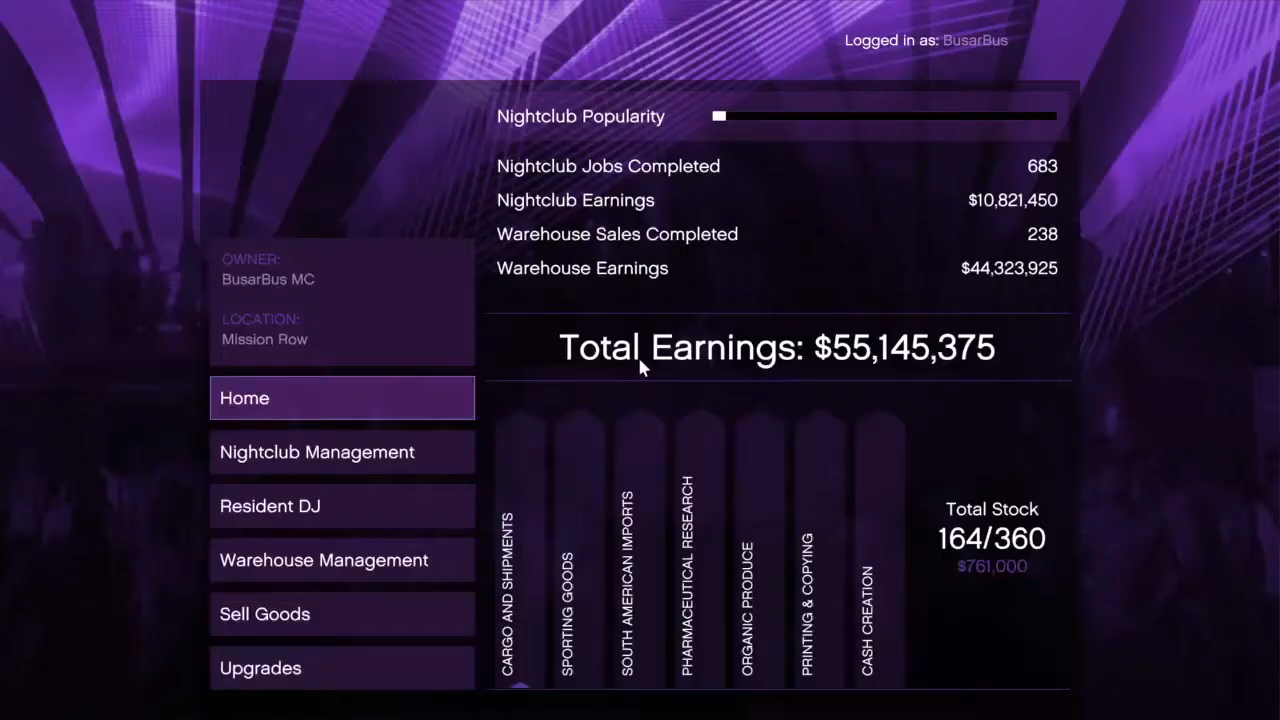 Logged in as: BusarBus
Nightclub Popularity
Nightclub Jobs Completed 683
Nightclub Earnings $10,821,450
Warehouse Sales Completed 238
Warehouse Earnings $44,323,925
OWNER:
BusarBus MC
LOCATION:
Mission Row
Total Earnings: $55,145,375
Home
Nightclub Management
Resident DJ
Warehouse Management
Sell Goods
Upgrades
CARGO AND SHIPMENTS
SPORTING GOODS
SOUTH AMERICAN IMPORTS
PHARMACEUTICAL RESEARCH
ORGANIC PRODUCE
PRINTING & COPYING
CASH CREATION
Total Stock
164/360
$761,000